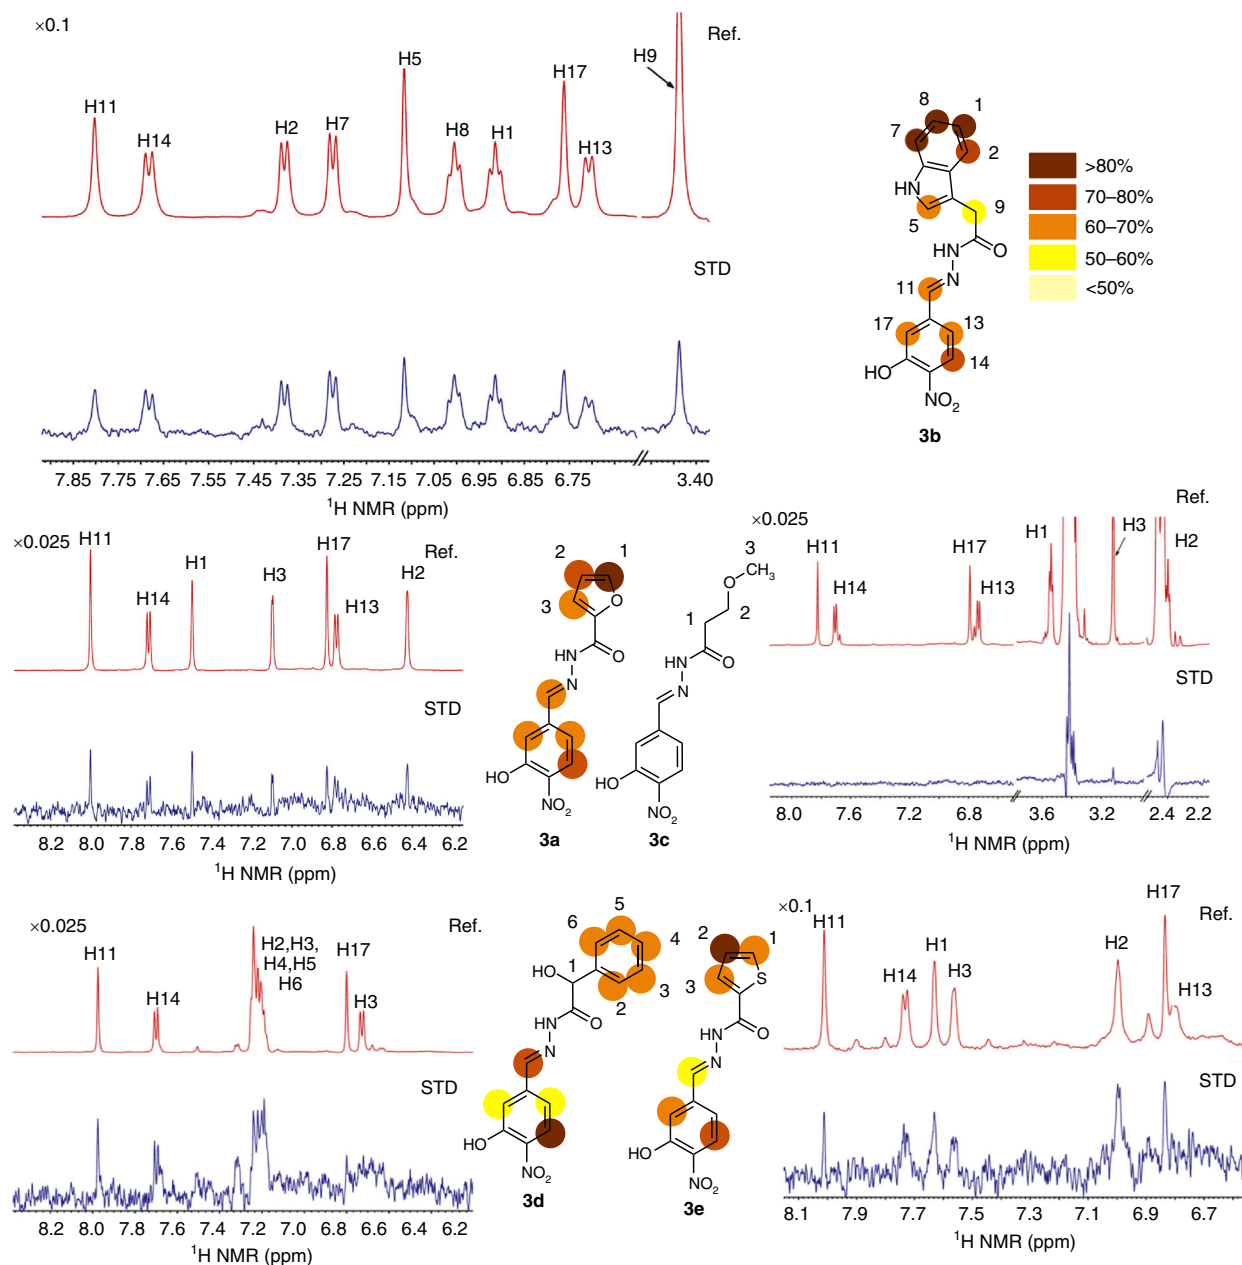 ×0.1
Ref.
H11
H14
H2
H7
H5
H8
H1
H17
H13
H9
STD
7.85 7.75 7.65 7.55 7.45 7.35 7.25 7.15 7.05 6.95 6.85 6.75 3.40
¹H NMR (ppm)
8
1
7
2
HN
5
9
HN
O
N
11
17
13
14
HO
NO₂
3b
>80%
70–80%
60–70%
50–60%
<50%
×0.025
Ref.
H11
H14
H1
H3
H17
H13
H2
STD
8.2 8.0 7.8 7.6 7.4 7.2 7.0 6.8 6.6 6.4 6.2
¹H NMR (ppm)
2
1
3
O
O
HN
N
HO
NO₂
3a
3
CH₃
O
1
2
HN
O
N
HO
NO₂
3c
×0.025
Ref.
H11
H14
H17
H13
H1
H3
H2
STD
8.0 7.6 7.2 6.8 3.6 3.2 2.4 2.2
¹H NMR (ppm)
×0.025
Ref.
H11
H14
H2,H3,
H4,H5
H6
H17
H3
STD
8.2 8.0 7.8 7.6 7.4 7.2 7.0 6.8 6.6 6.4 6.2
¹H NMR (ppm)
5
6
4
HO
1
3
2
HN
O
N
HO
NO₂
3d
2
1
3
S
HN
O
N
HO
NO₂
3e
×0.1
Ref.
H11
H14
H1
H3
H2
H17
H13
STD
8.1 7.9 7.7 7.5 7.3 7.1 6.9 6.7
¹H NMR (ppm)